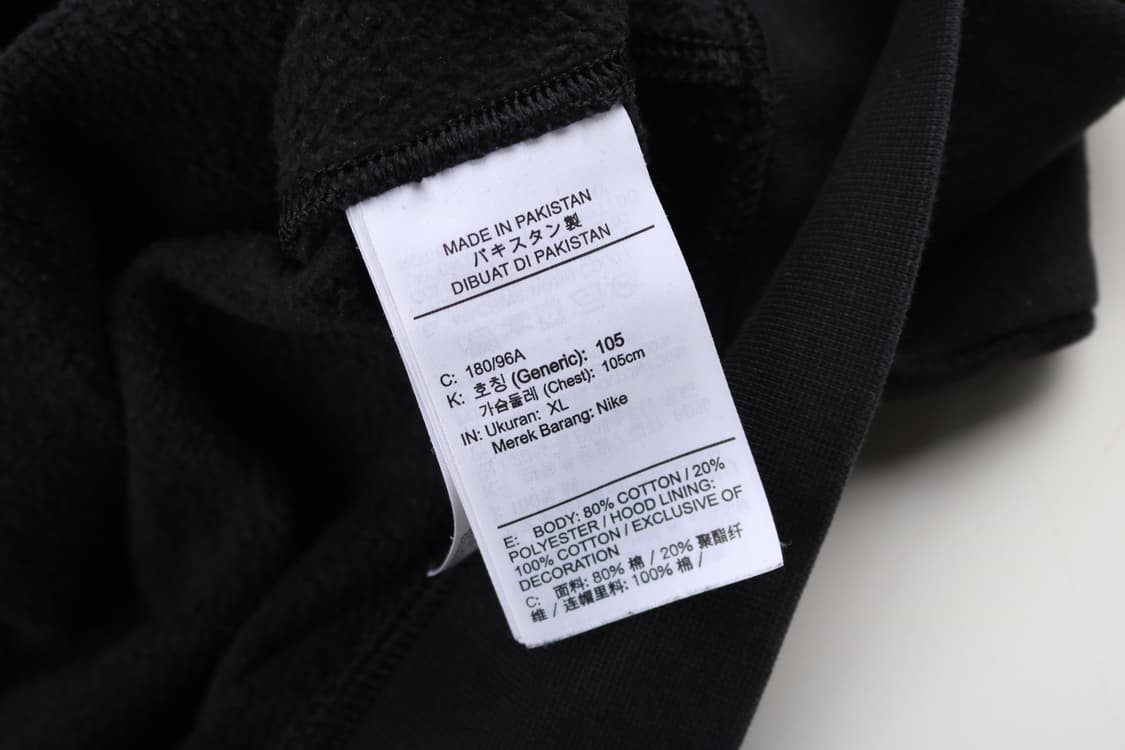 MADE IN PAKISTAN
パキスタン製
DIBUAT DI PAKISTAN
C: 180/96A
K: 호칭 (Generic): 105
가슴둘레 (Chest): 105cm
IN: Ukuran: XL
Merek Barang: Nike
E: BODY: 80% COTTON / 20%
POLYESTER / HOOD LINING:
100% COTTON / EXCLUSIVE OF
DECORATION
C: 面料: 80% 棉 / 20% 聚酯纤
维 / 连帽里料: 100% 棉 /